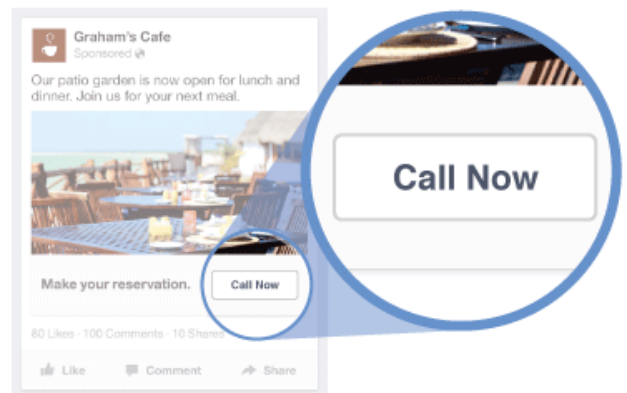 Graham's Cafe
Sponsored
Our patio garden is now open for lunch and
dinner. Join us for your next meal.
Make your reservation.
Call Now
80 Likes · 100 Comments · 10 Shares
Like
Comment
Share
Call Now